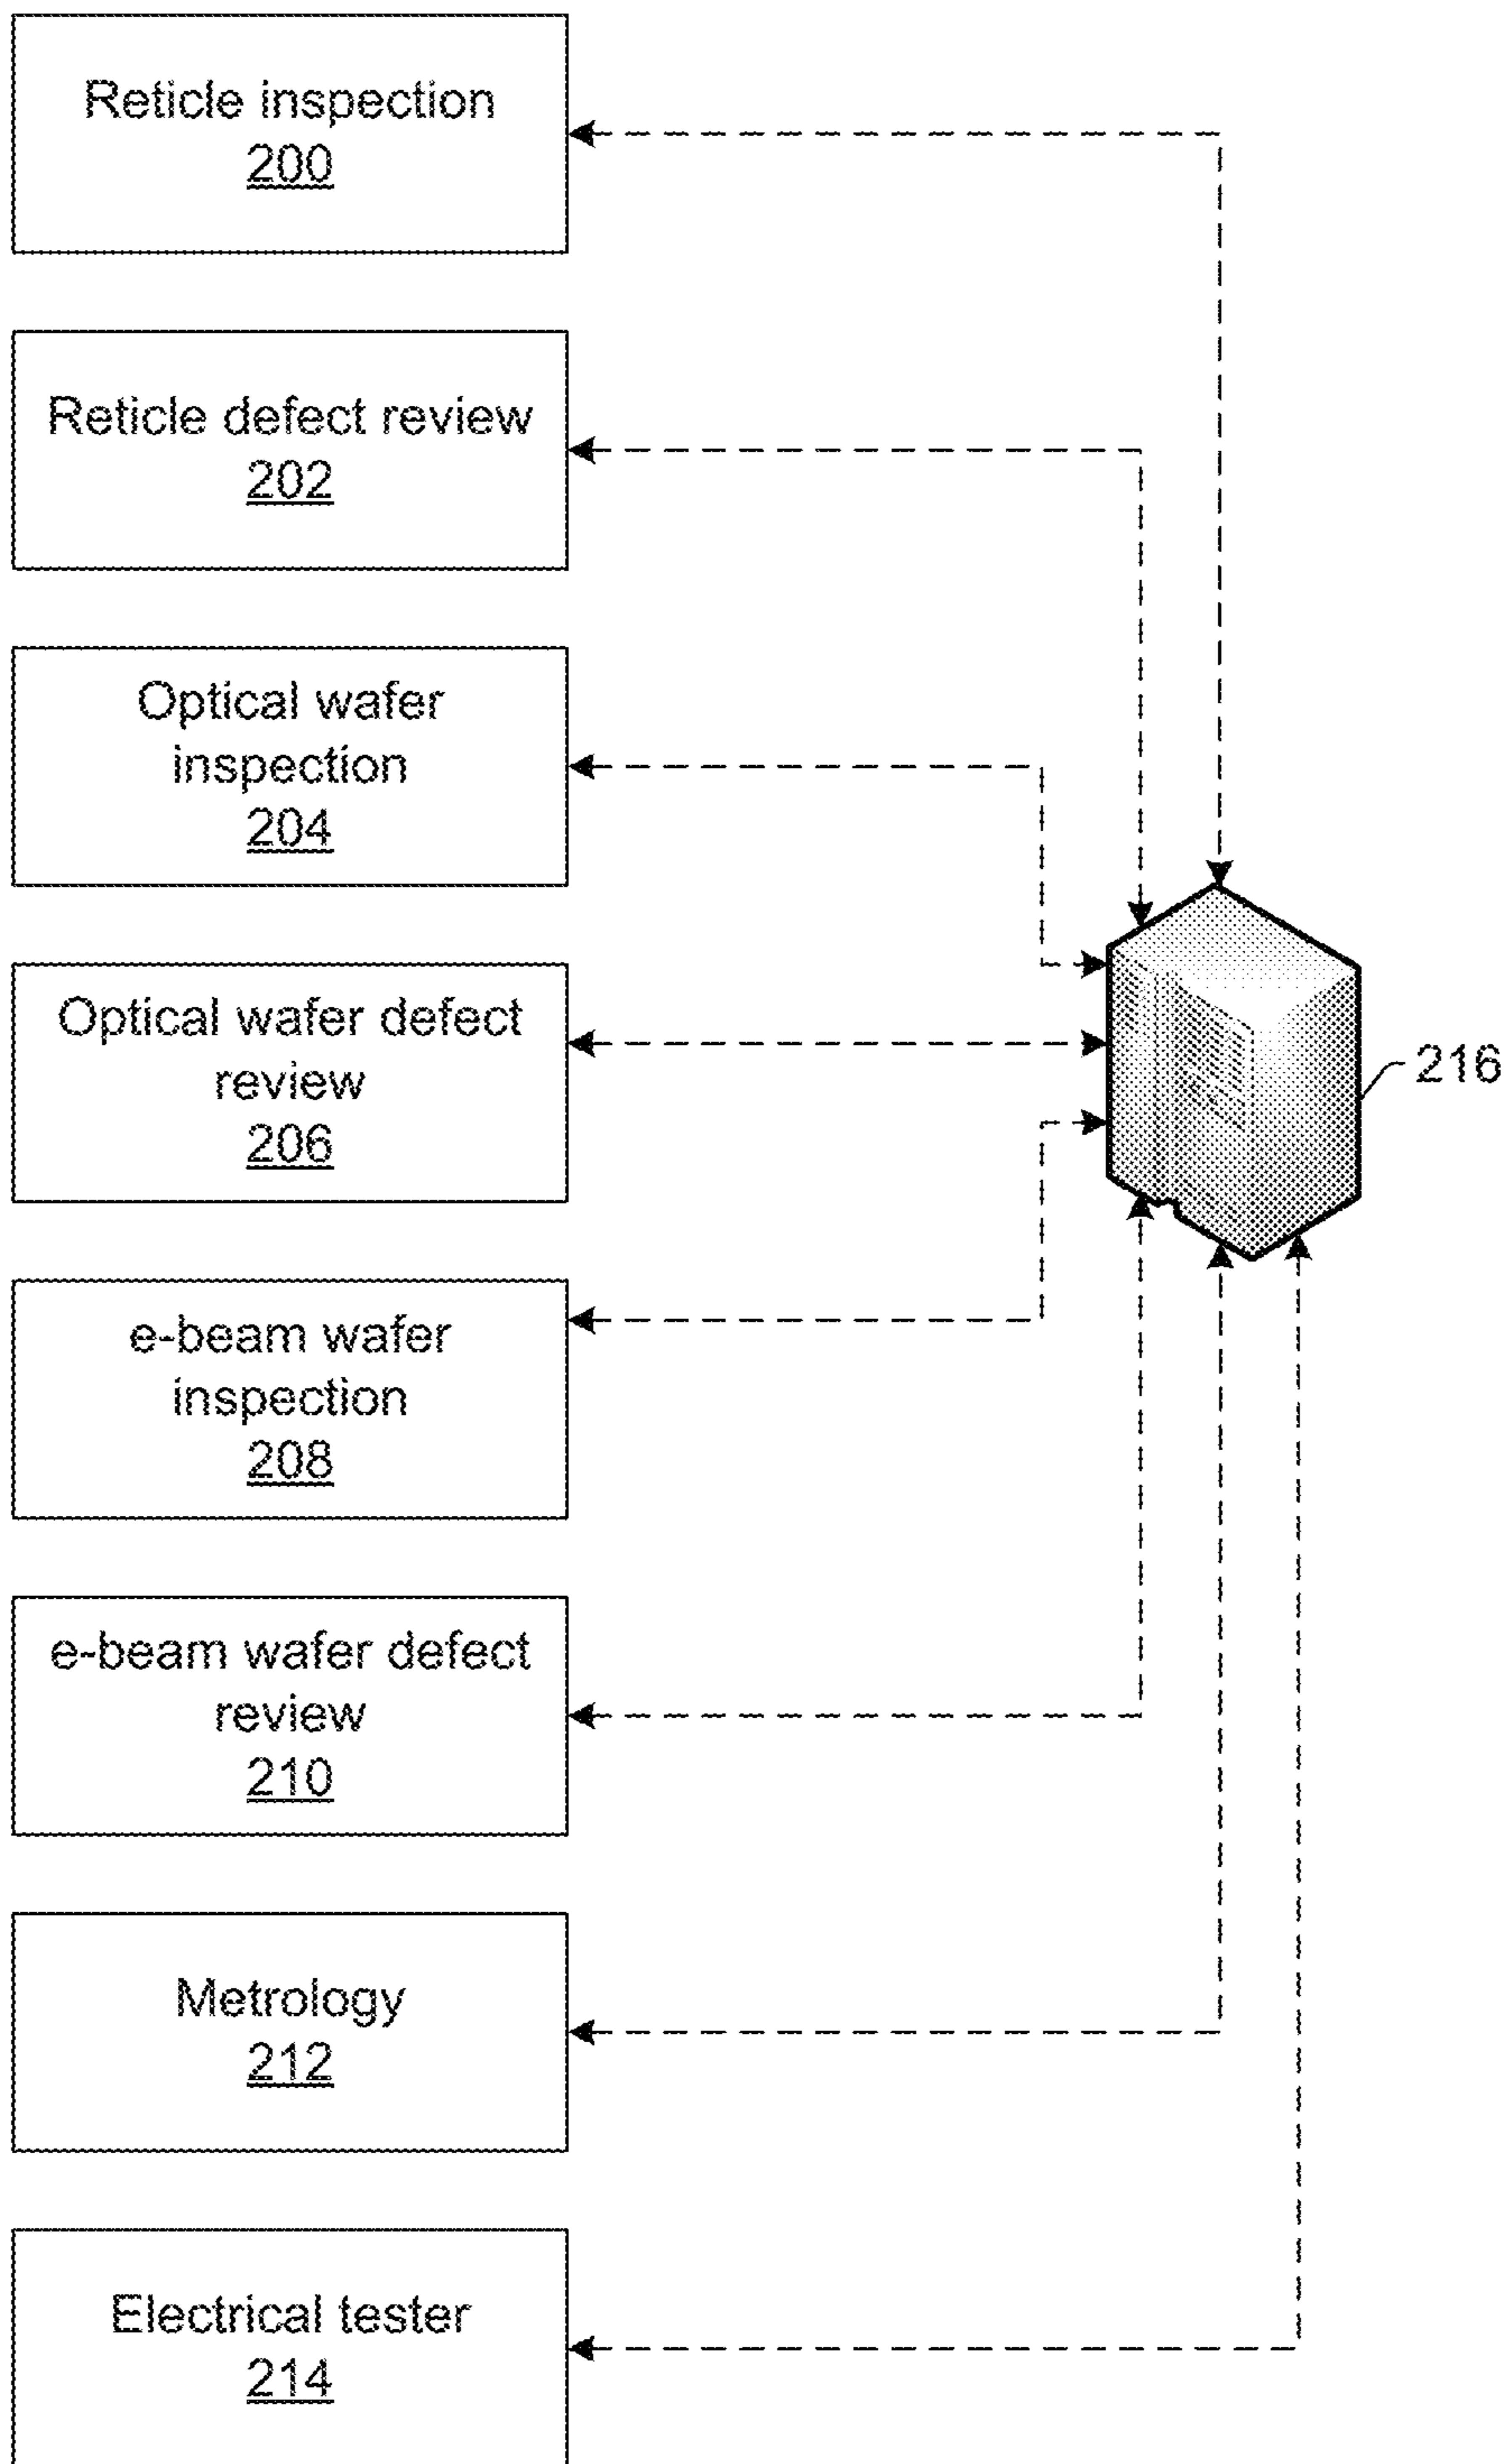 Reticle inspection
200
Reticle defect review
202
Optical wafer
inspection
204
Optical wafer defect
review
206
216
e-beam wafer
inspection
208
e-beam wafer defect
review
210
Metrology
212
Electrical tester
214